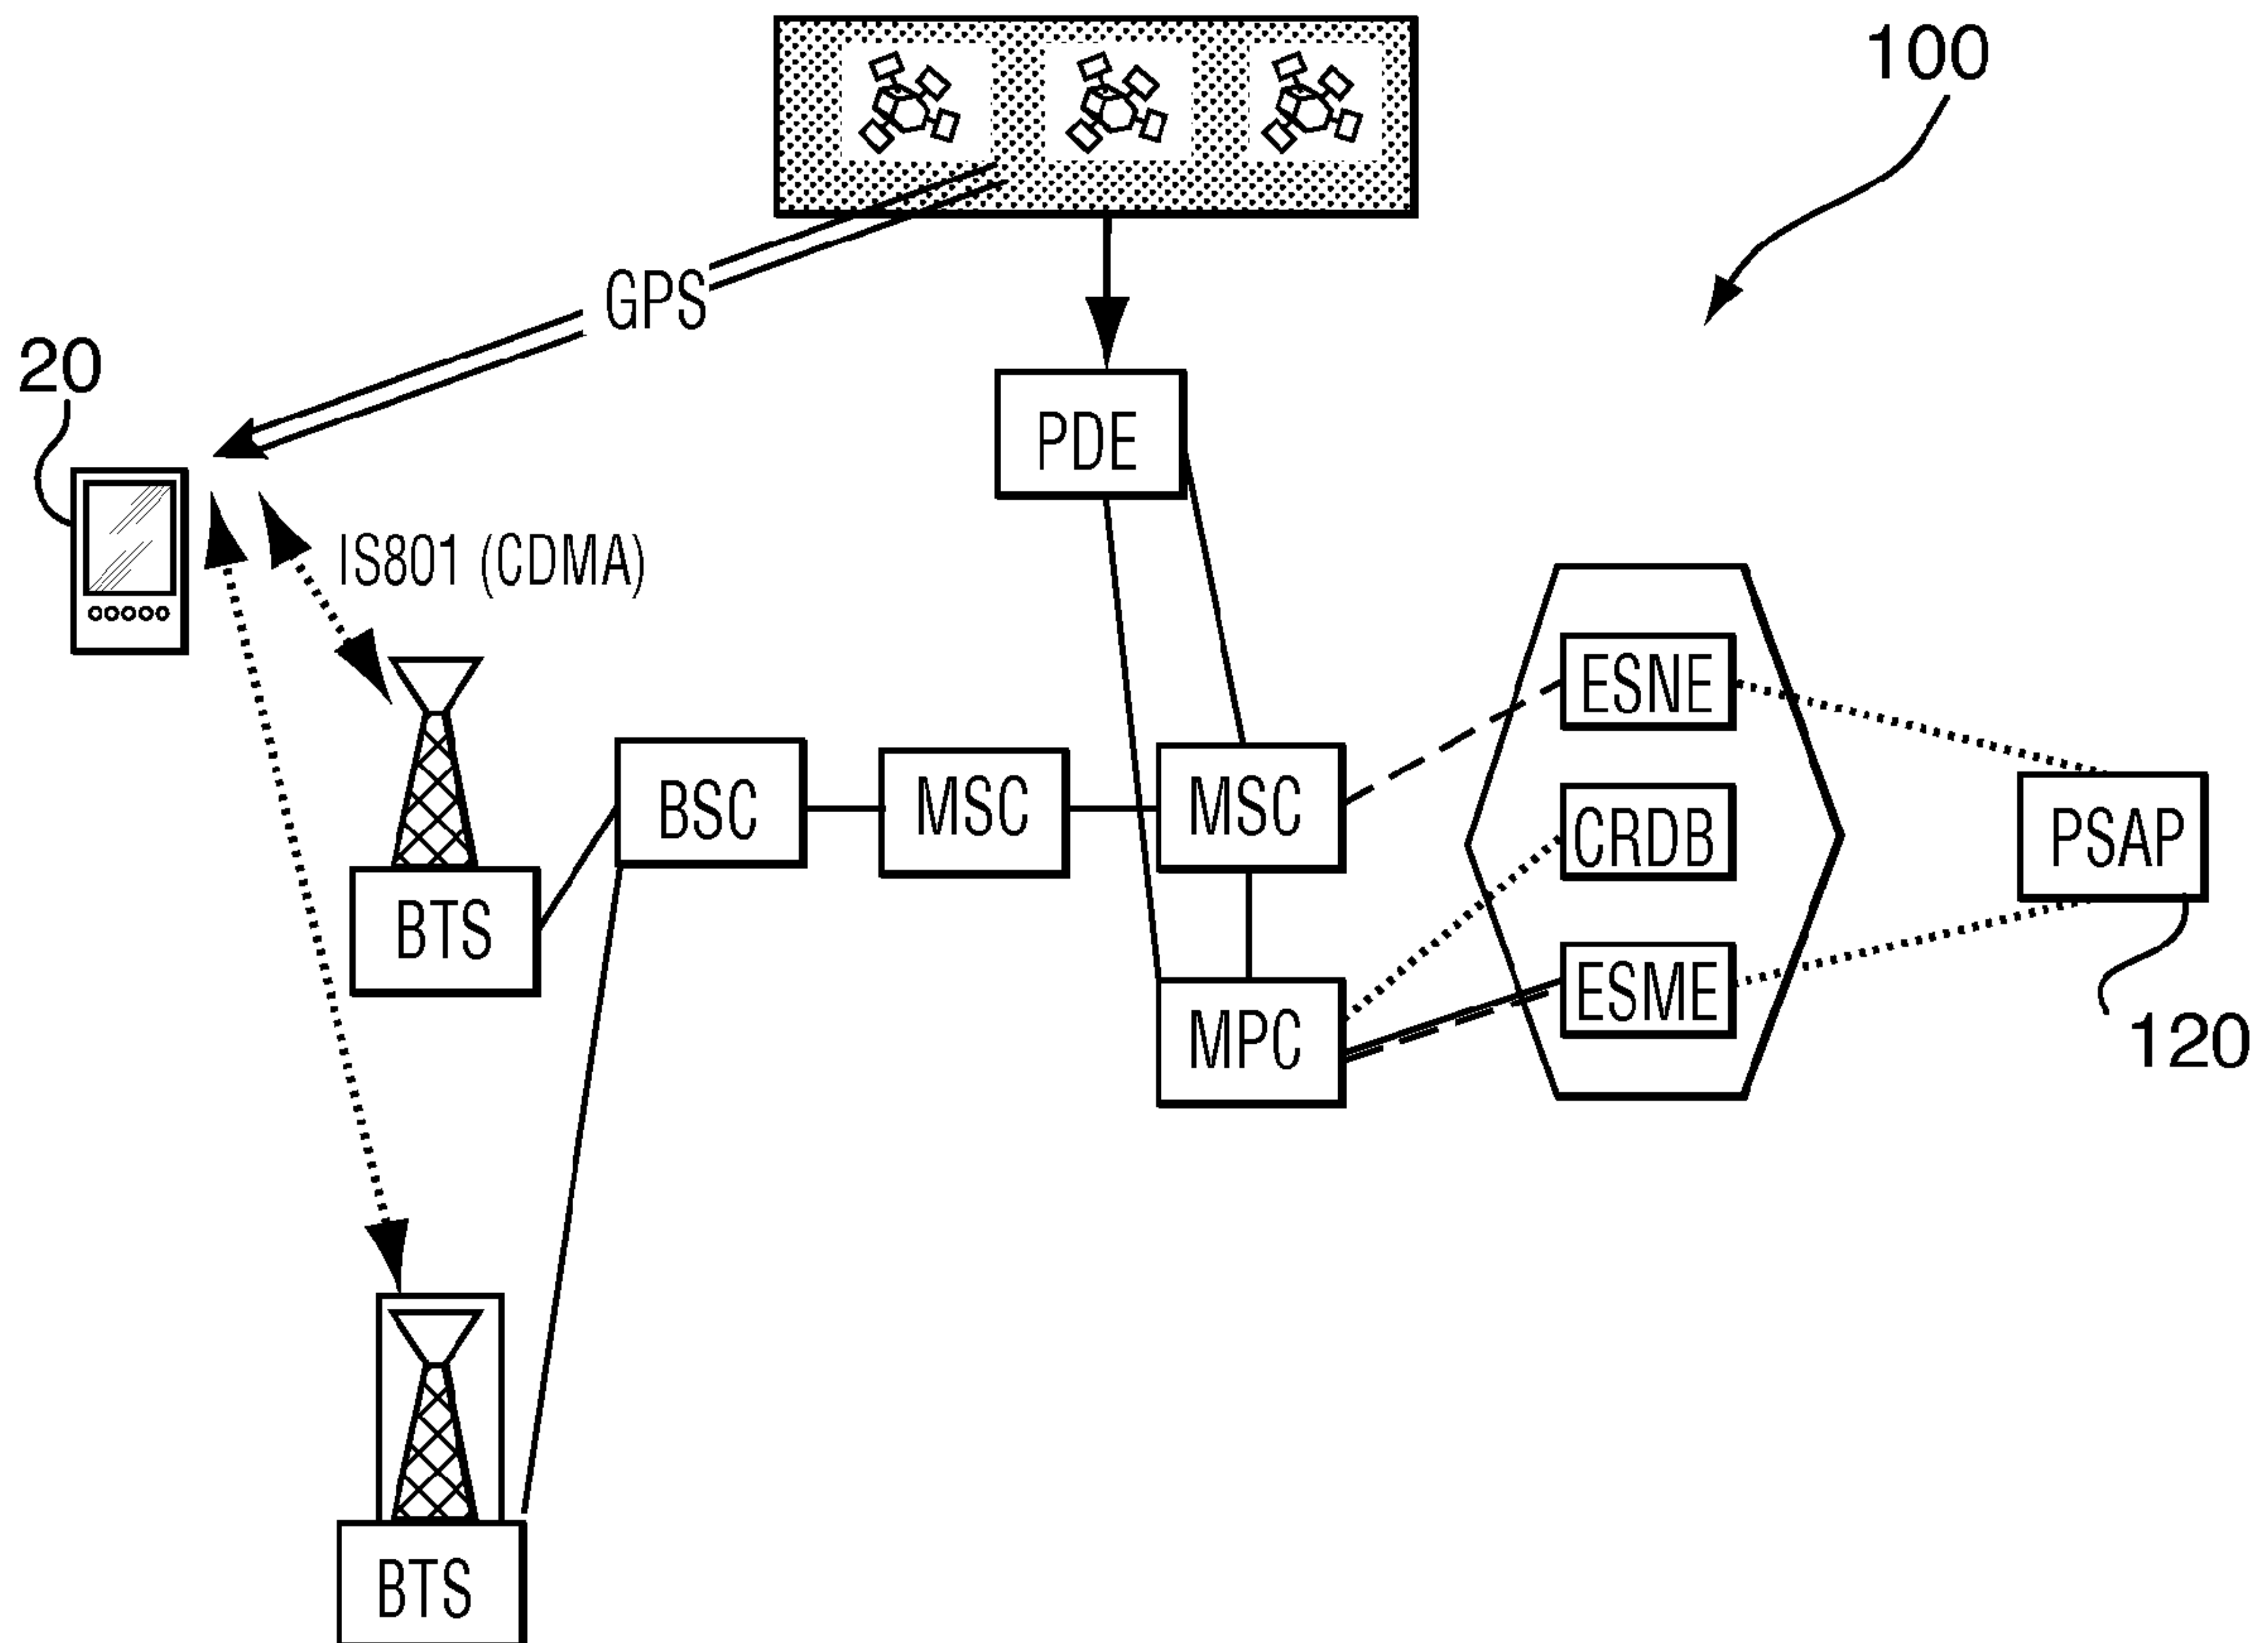 100
GPS
20
PDE
IS801 (CDMA)
ESNE
BSC
MSC
MSC
CRDB
PSAP
BTS
ESME
MPC
120
BTS